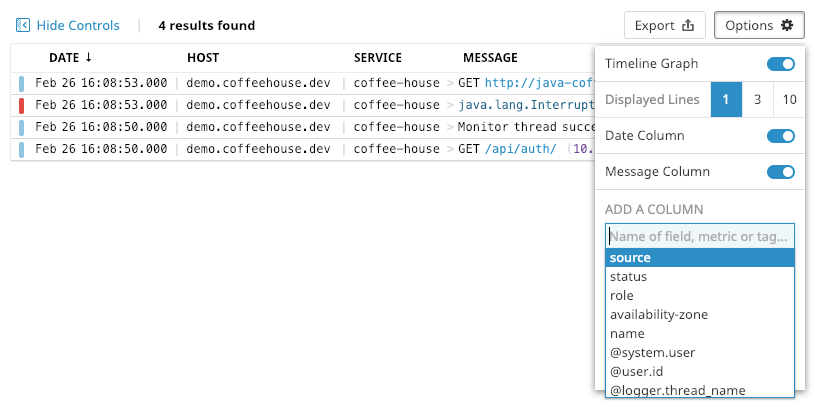 Hide Controls | 4 results found Export Options
DATE ↓ HOST SERVICE MESSAGE
Feb 26 16:08:53.000 | demo.coffeehouse.dev | coffee-house > GET http://java-cof
Feb 26 16:08:53.000 | demo.coffeehouse.dev | coffee-house > java.lang.Interrupt
Feb 26 16:08:50.000 | demo.coffeehouse.dev | coffee-house > Monitor thread succe
Feb 26 16:08:50.000 | demo.coffeehouse.dev | coffee-house > GET /api/auth/ (10.
Timeline Graph
Displayed Lines 1 3 10
Date Column
Message Column
ADD A COLUMN
Name of field, metric or tag...
source
status
role
availability-zone
name
@system.user
@user.id
@logger.thread_name